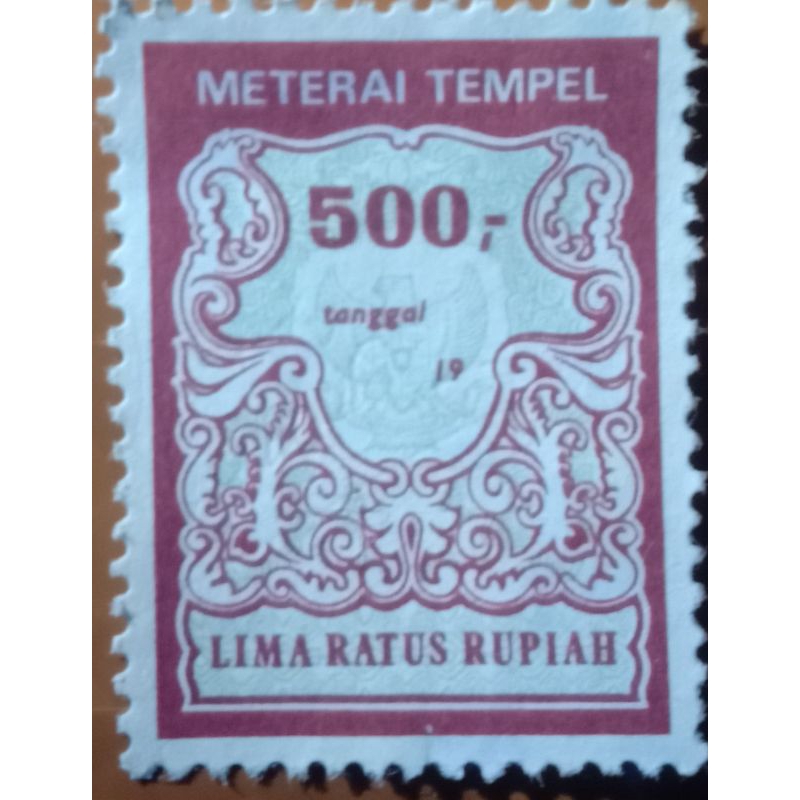 METERAI TEMPEL
500,-
tanggal
19
LIMA RATUS RUPIAH